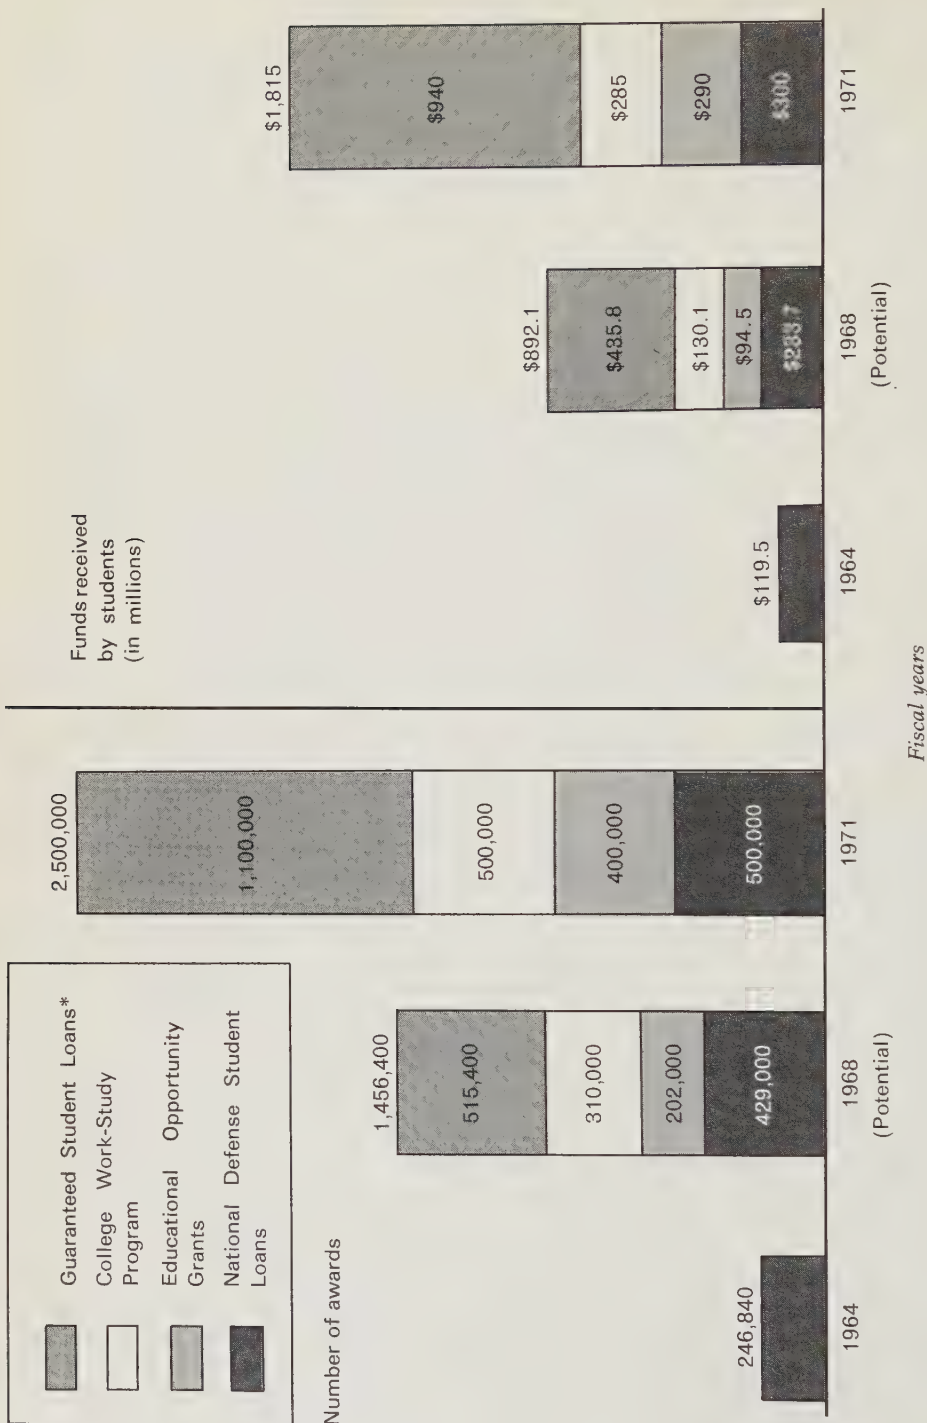 Guaranteed Student Loans*
College Work-Study
Program
Educational Opportunity
Grants
National Defense Student
Loans
Number of awards
246,840
1964
1,456,400
515,400
310,000
202,000
429,000
1968
(Potential)
2,500,000
1,100,000
500,000
400,000
500,000
1971
Funds received
by students
(in millions)
$119.5
1964
$892.1
$435.8
$130.1
$94.5
1968
(Potential)
$1,815
$940
$285
$290
$300
1971
Fiscal years